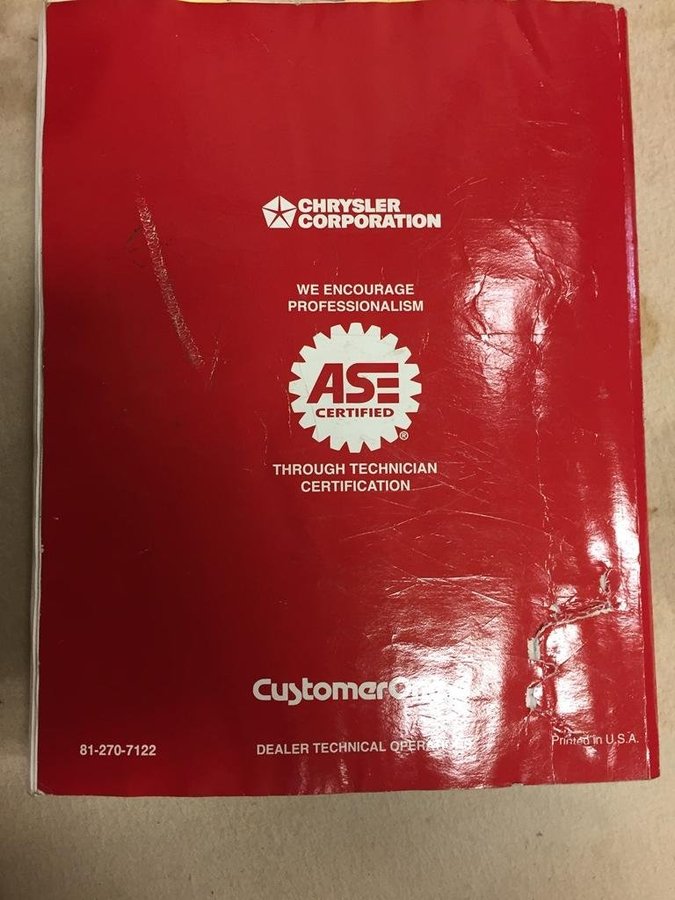 CHRYSLER
CORPORATION
WE ENCOURAGE
PROFESSIONALISM
ASE
CERTIFIED
®
THROUGH TECHNICIAN
CERTIFICATION
81-270-7122
DEALER TECHNICAL
Printed in U.S.A.